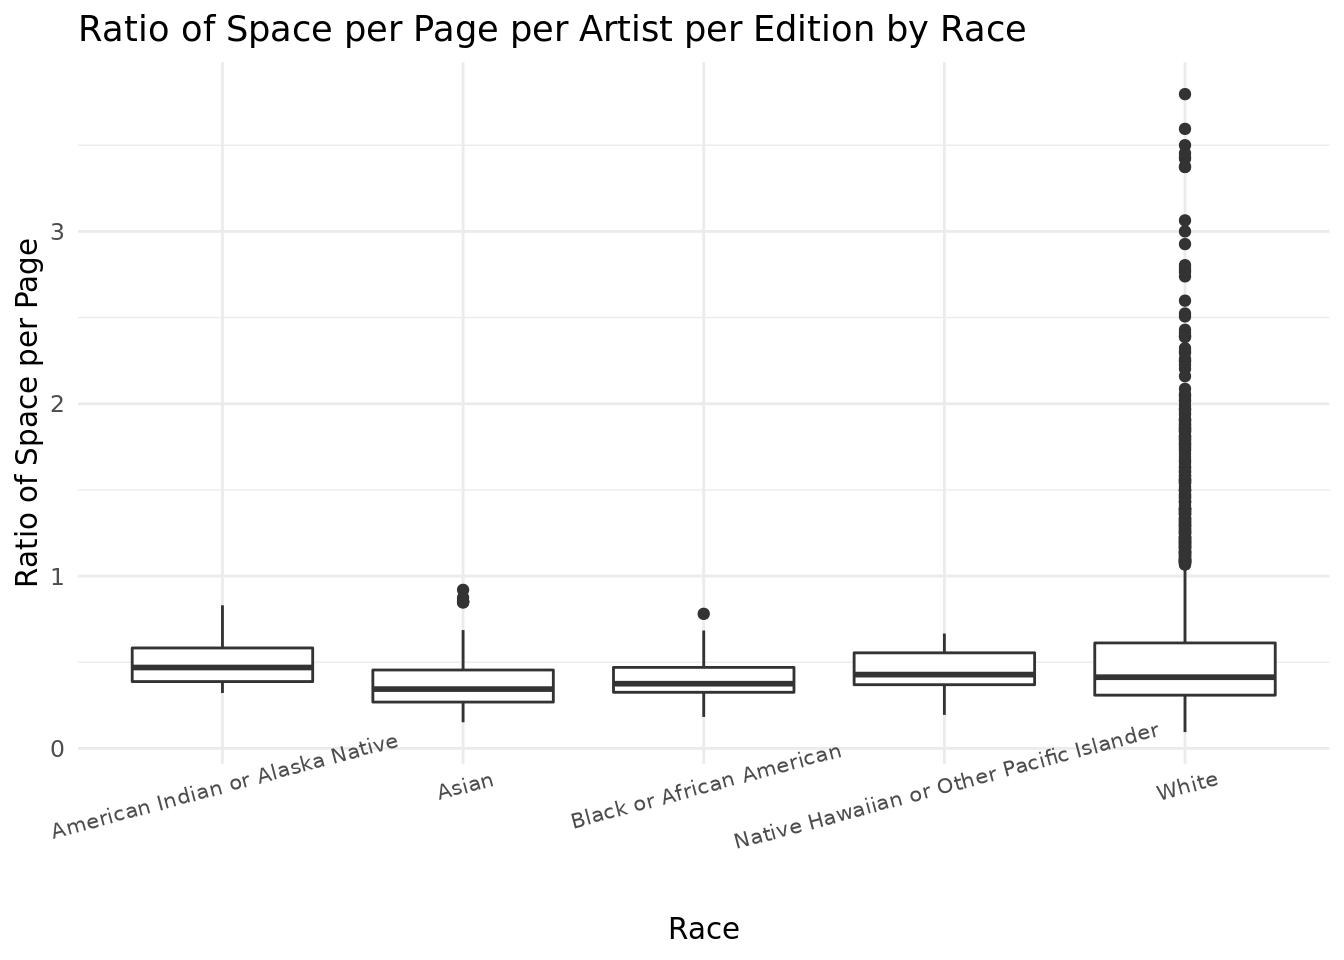 Ratio of Space per Page per Artist per Edition by Race
Ratio of Space per Page
3
2
1
0
American Indian or Alaska Native
Asian
Black or African American
Native Hawaiian or Other Pacific Islander
White
Race